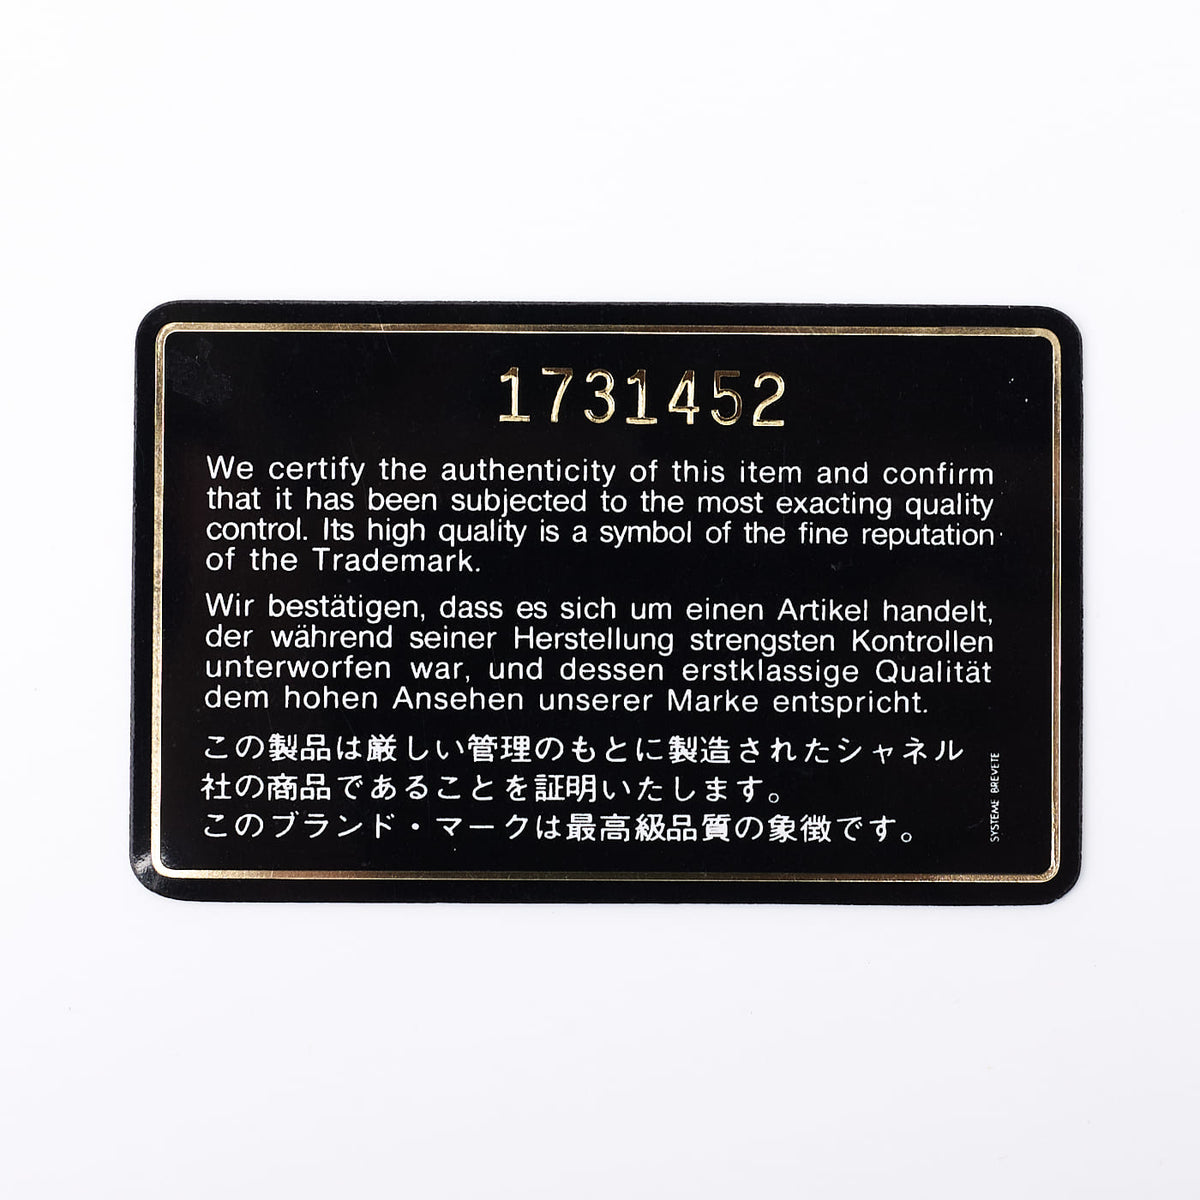 1731452
We certify the authenticity of this item and confirm
that it has been subjected to the most exacting quality
control. Its high quality is a symbol of the fine reputation
of the Trademark.
Wir bestätigen, dass es sich um einen Artikel handelt,
der während seiner Herstellung strengsten Kontrollen
unterworfen war, und dessen erstklassige Qualität
dem hohen Ansehen unserer Marke entspricht.
この製品は厳しい管理のもとに製造されたシャネル
社の商品であることを証明いたします。
このブランド・マークは最高級品質の象徴です。
SYSTEME BREVETE